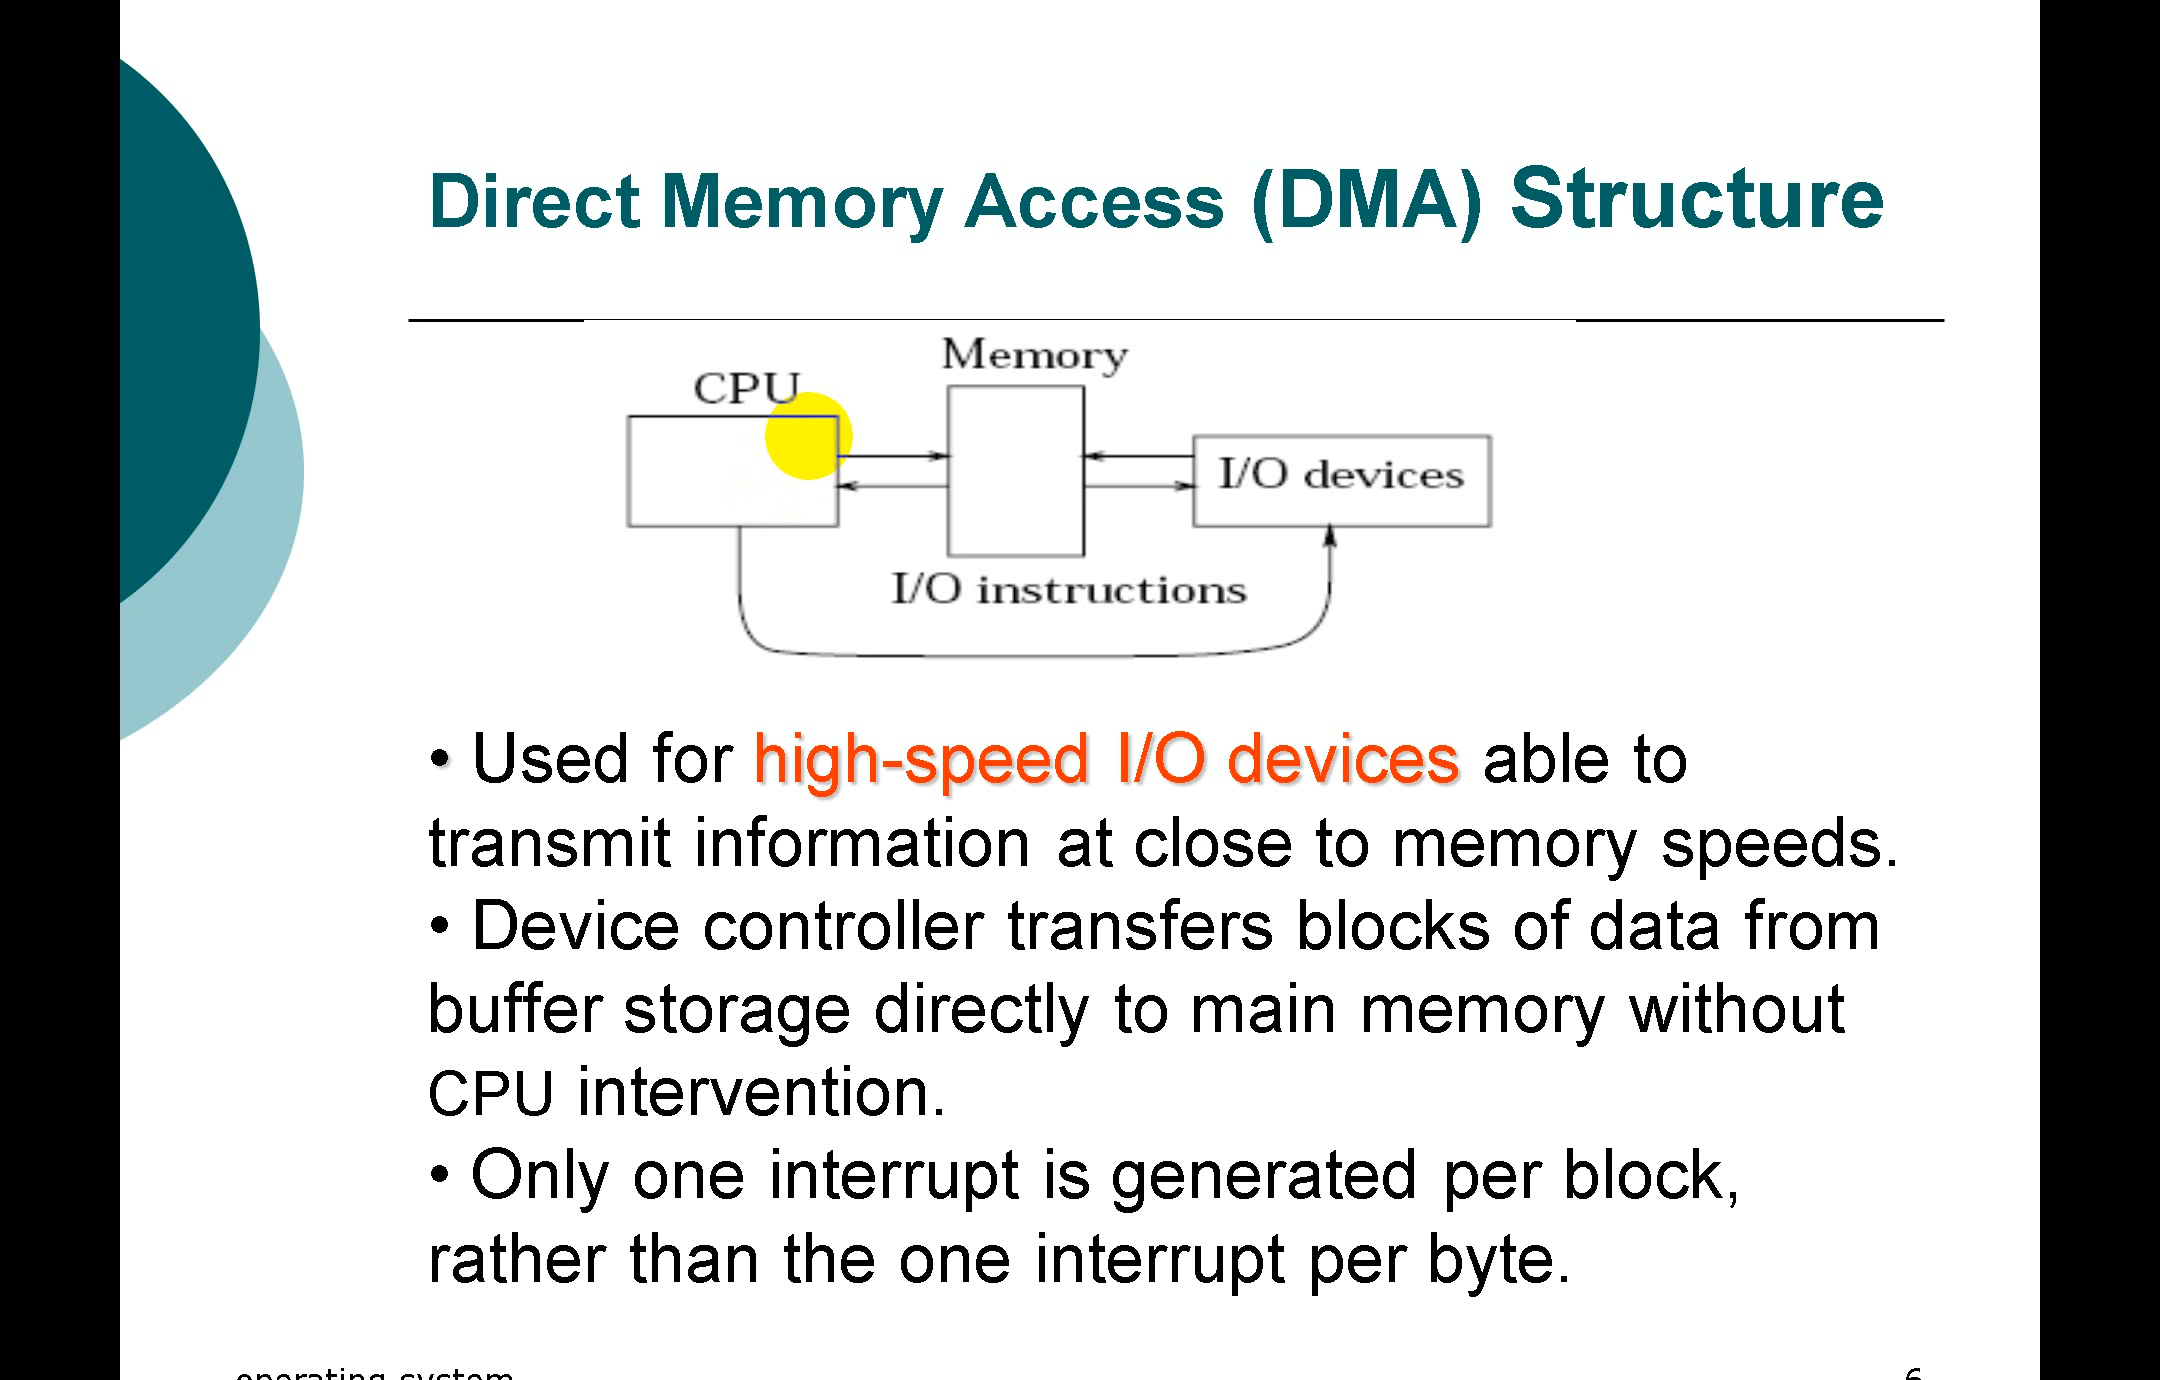 Direct Memory Access (DMA) Structure
Memory
CPU
I/O devices
I/O instructions
• Used for high-speed I/O devices able to
transmit information at close to memory speeds.
• Device controller transfers blocks of data from
buffer storage directly to main memory without
CPU intervention.
• Only one interrupt is generated per block,
rather than the one interrupt per byte.
operating system
6